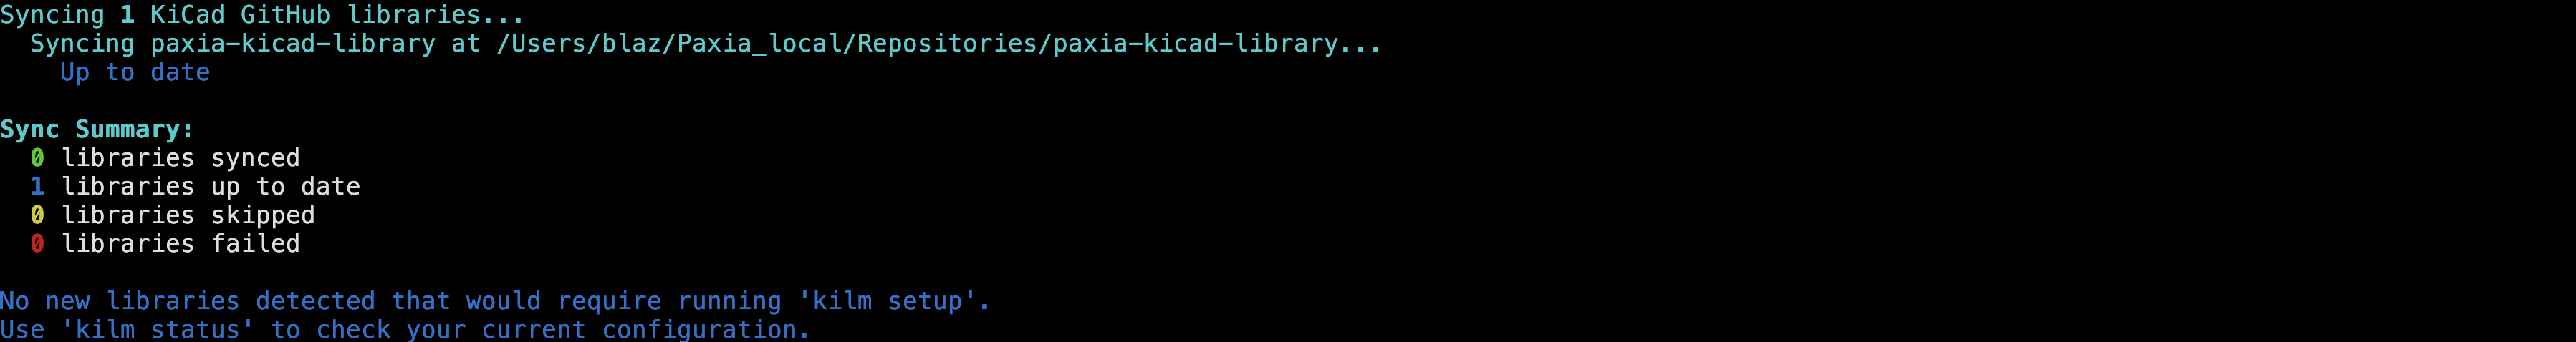 Syncing 1 KiCad GitHub libraries...
Syncing paxia-kicad-library at /Users/blaz/Paxia_local/Repositories/paxia-kicad-library...
Up to date
Sync Summary:
0 libraries synced
1 libraries up to date
0 libraries skipped
0 libraries failed
No new libraries detected that would require running 'kilm setup'.
Use 'kilm status' to check your current configuration.